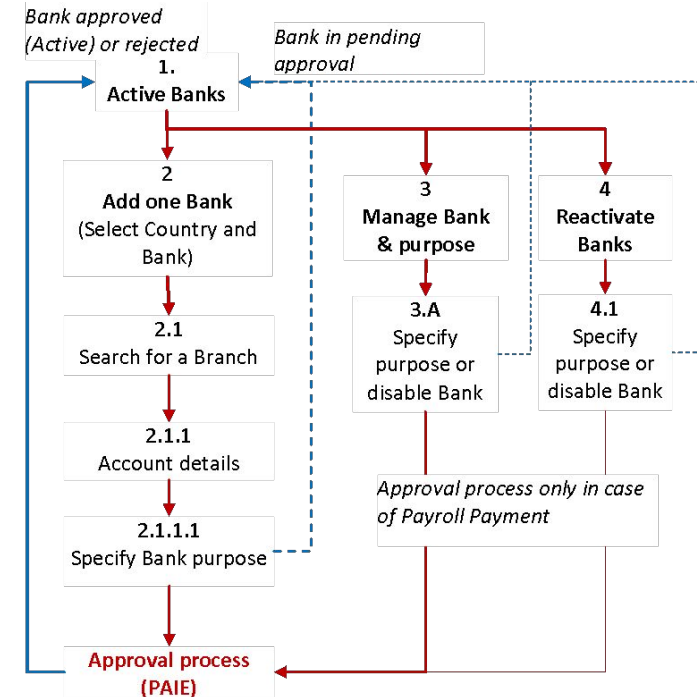 Bank approved
(Active) or rejected
Bank in pending
approval
1.
Active Banks
2
Add one Bank
(Select Country and
Bank)
3
Manage Bank
& purpose
4
Reactivate
Banks
2.1
Search for a Branch
3.A
Specify
purpose or
disable Bank
4.1
Specify
purpose or
disable Bank
2.1.1
Account details
Approval process only in case
of Payroll Payment
2.1.1.1
Specify Bank purpose
Approval process
(PAIE)